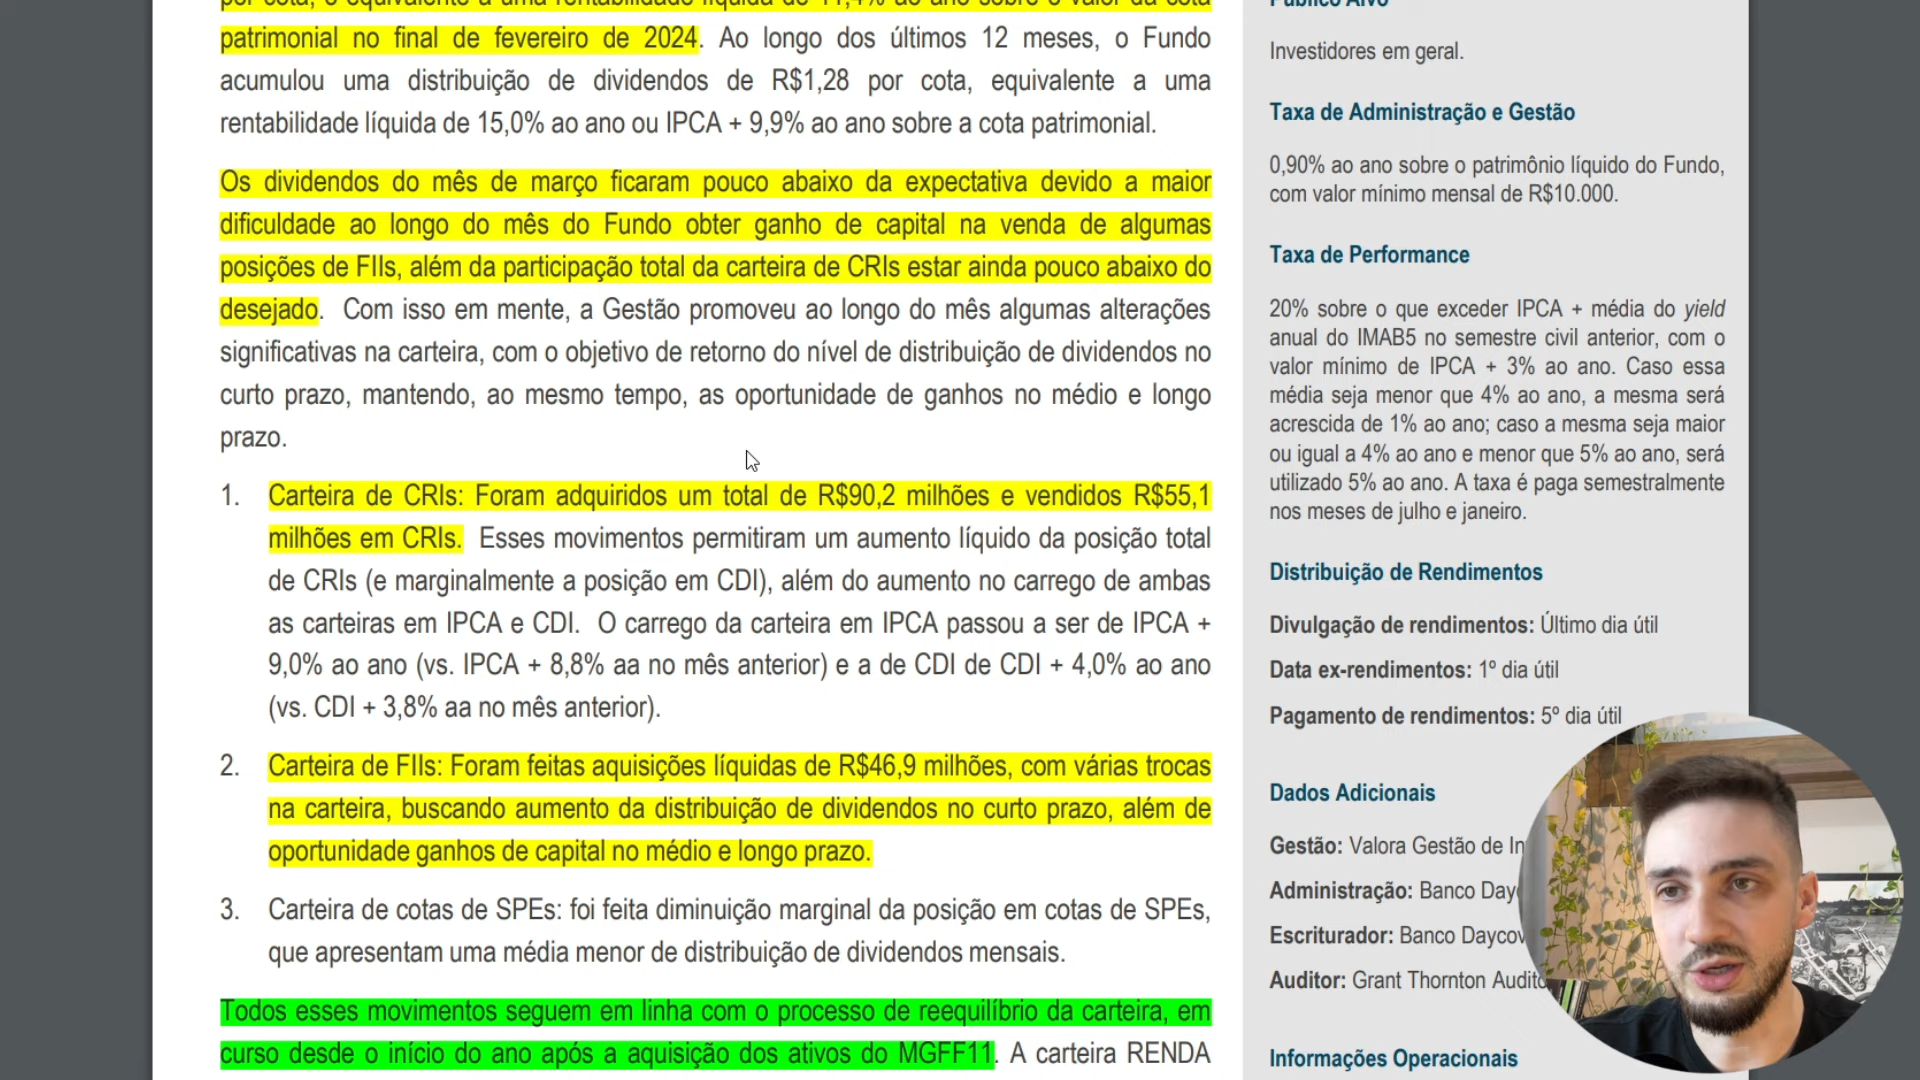 por cota, o equivalente a uma rentabilidade líquida de 11,4% ao ano sobre o valor da cota
patrimonial no final de fevereiro de 2024. Ao longo dos últimos 12 meses, o Fundo
acumulou uma distribuição de dividendos de R$1,28 por cota, equivalente a uma
rentabilidade líquida de 15,0% ao ano ou IPCA + 9,9% ao ano sobre a cota patrimonial.
Os dividendos do mês de março ficaram pouco abaixo da expectativa devido a maior
dificuldade ao longo do mês do Fundo obter ganho de capital na venda de algumas
posições de FIIs, além da participação total da carteira de CRIs estar ainda pouco abaixo do
desejado. Com isso em mente, a Gestão promoveu ao longo do mês algumas alterações
significativas na carteira, com o objetivo de retorno do nível de distribuição de dividendos no
curto prazo, mantendo, ao mesmo tempo, as oportunidade de ganhos no médio e longo
prazo.
1. Carteira de CRIs: Foram adquiridos um total de R$90,2 milhões e vendidos R$55,1
milhões em CRIs. Esses movimentos permitiram um aumento líquido da posição total
de CRIs (e marginalmente a posição em CDI), além do aumento no carrego de ambas
as carteiras em IPCA e CDI. O carrego da carteira em IPCA passou a ser de IPCA +
9,0% ao ano (vs. IPCA + 8,8% aa no mês anterior) e a de CDI de CDI + 4,0% ao ano
(vs. CDI + 3,8% aa no mês anterior).
2. Carteira de FIIs: Foram feitas aquisições líquidas de R$46,9 milhões, com várias trocas
na carteira, buscando aumento da distribuição de dividendos no curto prazo, além de
oportunidade ganhos de capital no médio e longo prazo.
3. Carteira de cotas de SPEs: foi feita diminuição marginal da posição em cotas de SPEs,
que apresentam uma média menor de distribuição de dividendos mensais.
Todos esses movimentos seguem em linha com o processo de reequilíbrio da carteira, em
curso desde o início do ano após a aquisição dos ativos do MGFF11. A carteira RENDA
Público Alvo
Investidores em geral.
Taxa de Administração e Gestão
0,90% ao ano sobre o patrimônio líquido do Fundo,
com valor mínimo mensal de R$10.000.
Taxa de Performance
20% sobre o que exceder IPCA + média do yield
anual do IMAB5 no semestre civil anterior, com o
valor mínimo de IPCA + 3% ao ano. Caso essa
média seja menor que 4% ao ano, a mesma será
acrescida de 1% ao ano; caso a mesma seja maior
ou igual a 4% ao ano e menor que 5% ao ano, será
utilizado 5% ao ano. A taxa é paga semestralmente
nos meses de julho e janeiro.
Distribuição de Rendimentos
Divulgação de rendimentos: Último dia útil
Data ex-rendimentos: 1º dia útil
Pagamento de rendimentos: 5º dia útil
Dados Adicionais
Gestão: Valora Gestão de In
Administração: Banco Day
Escriturador: Banco Daycov
Auditor: Grant Thornton Audito
Informações Operacionais